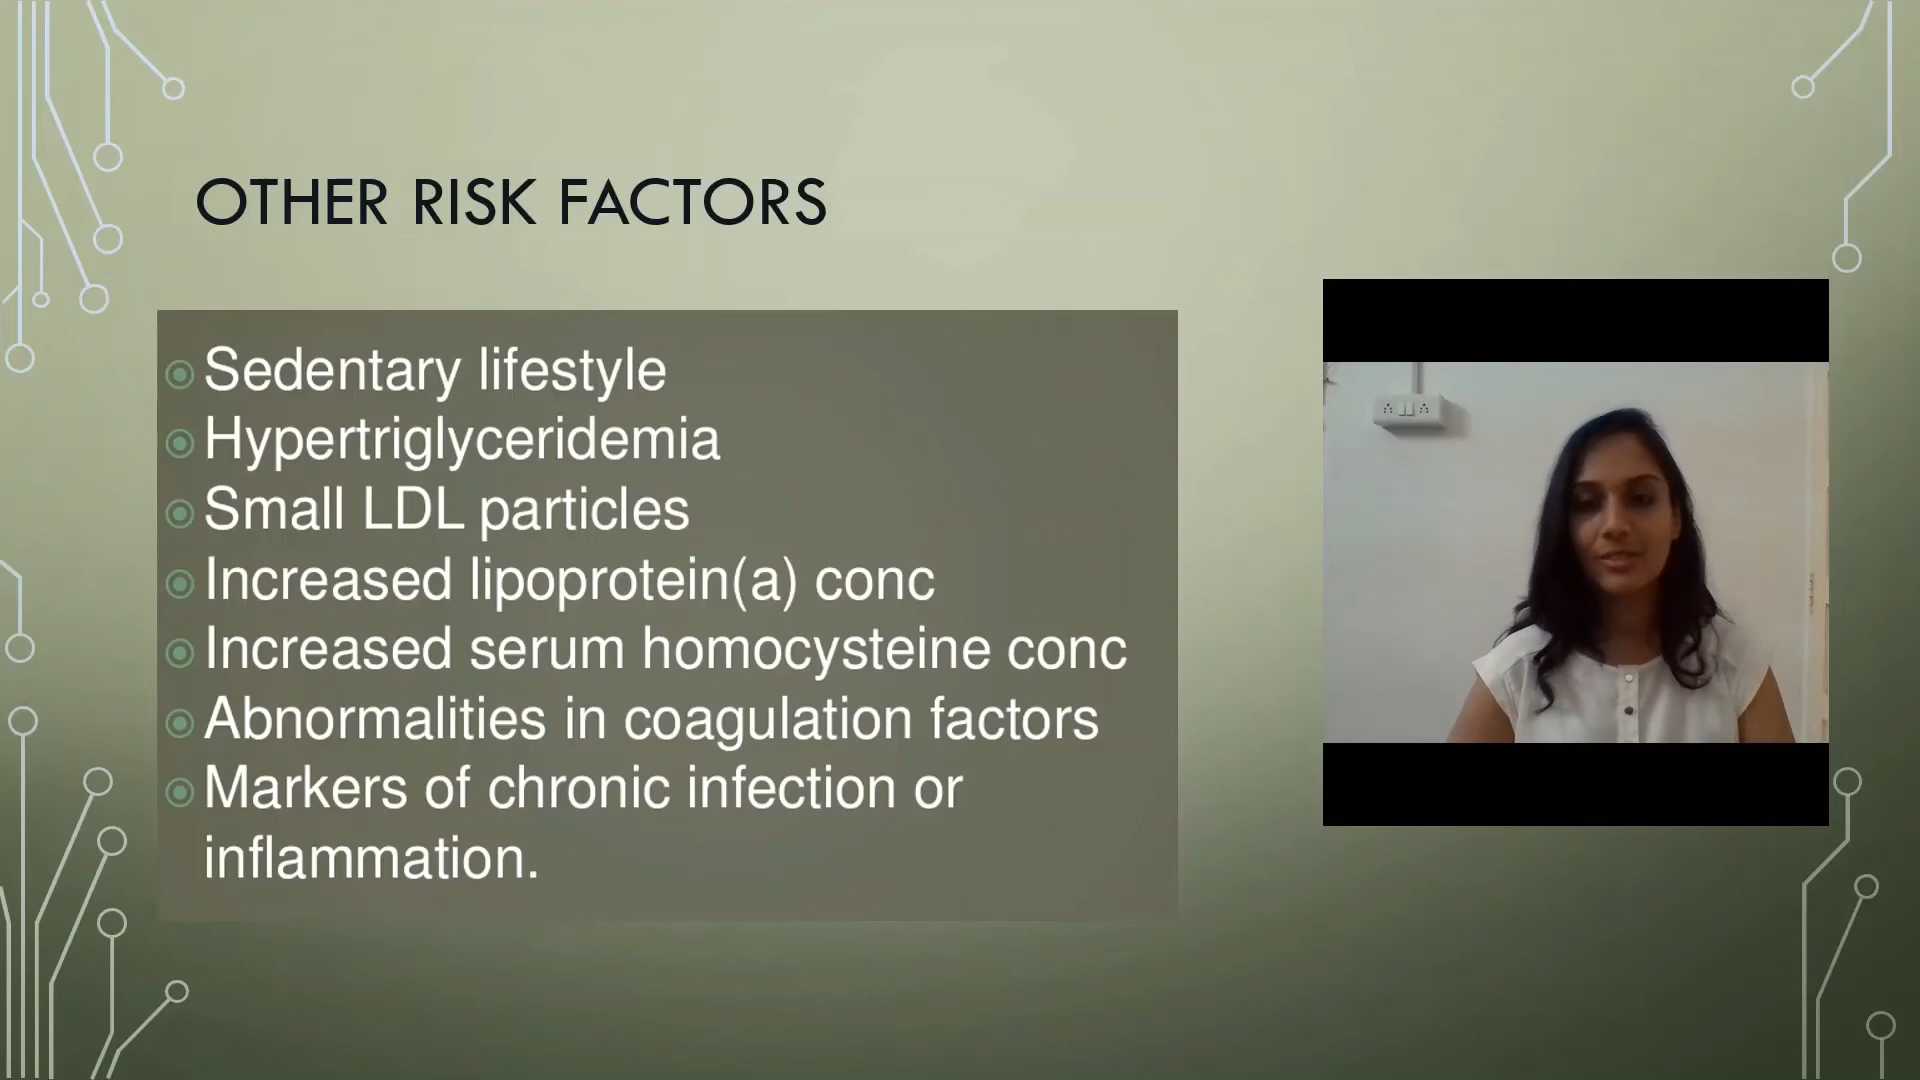 OTHER RISK FACTORS
Sedentary lifestyle
Hypertriglyceridemia
Small LDL particles
Increased lipoprotein(a) conc
Increased serum homocysteine conc
Abnormalities in coagulation factors
Markers of chronic infection or
inflammation.